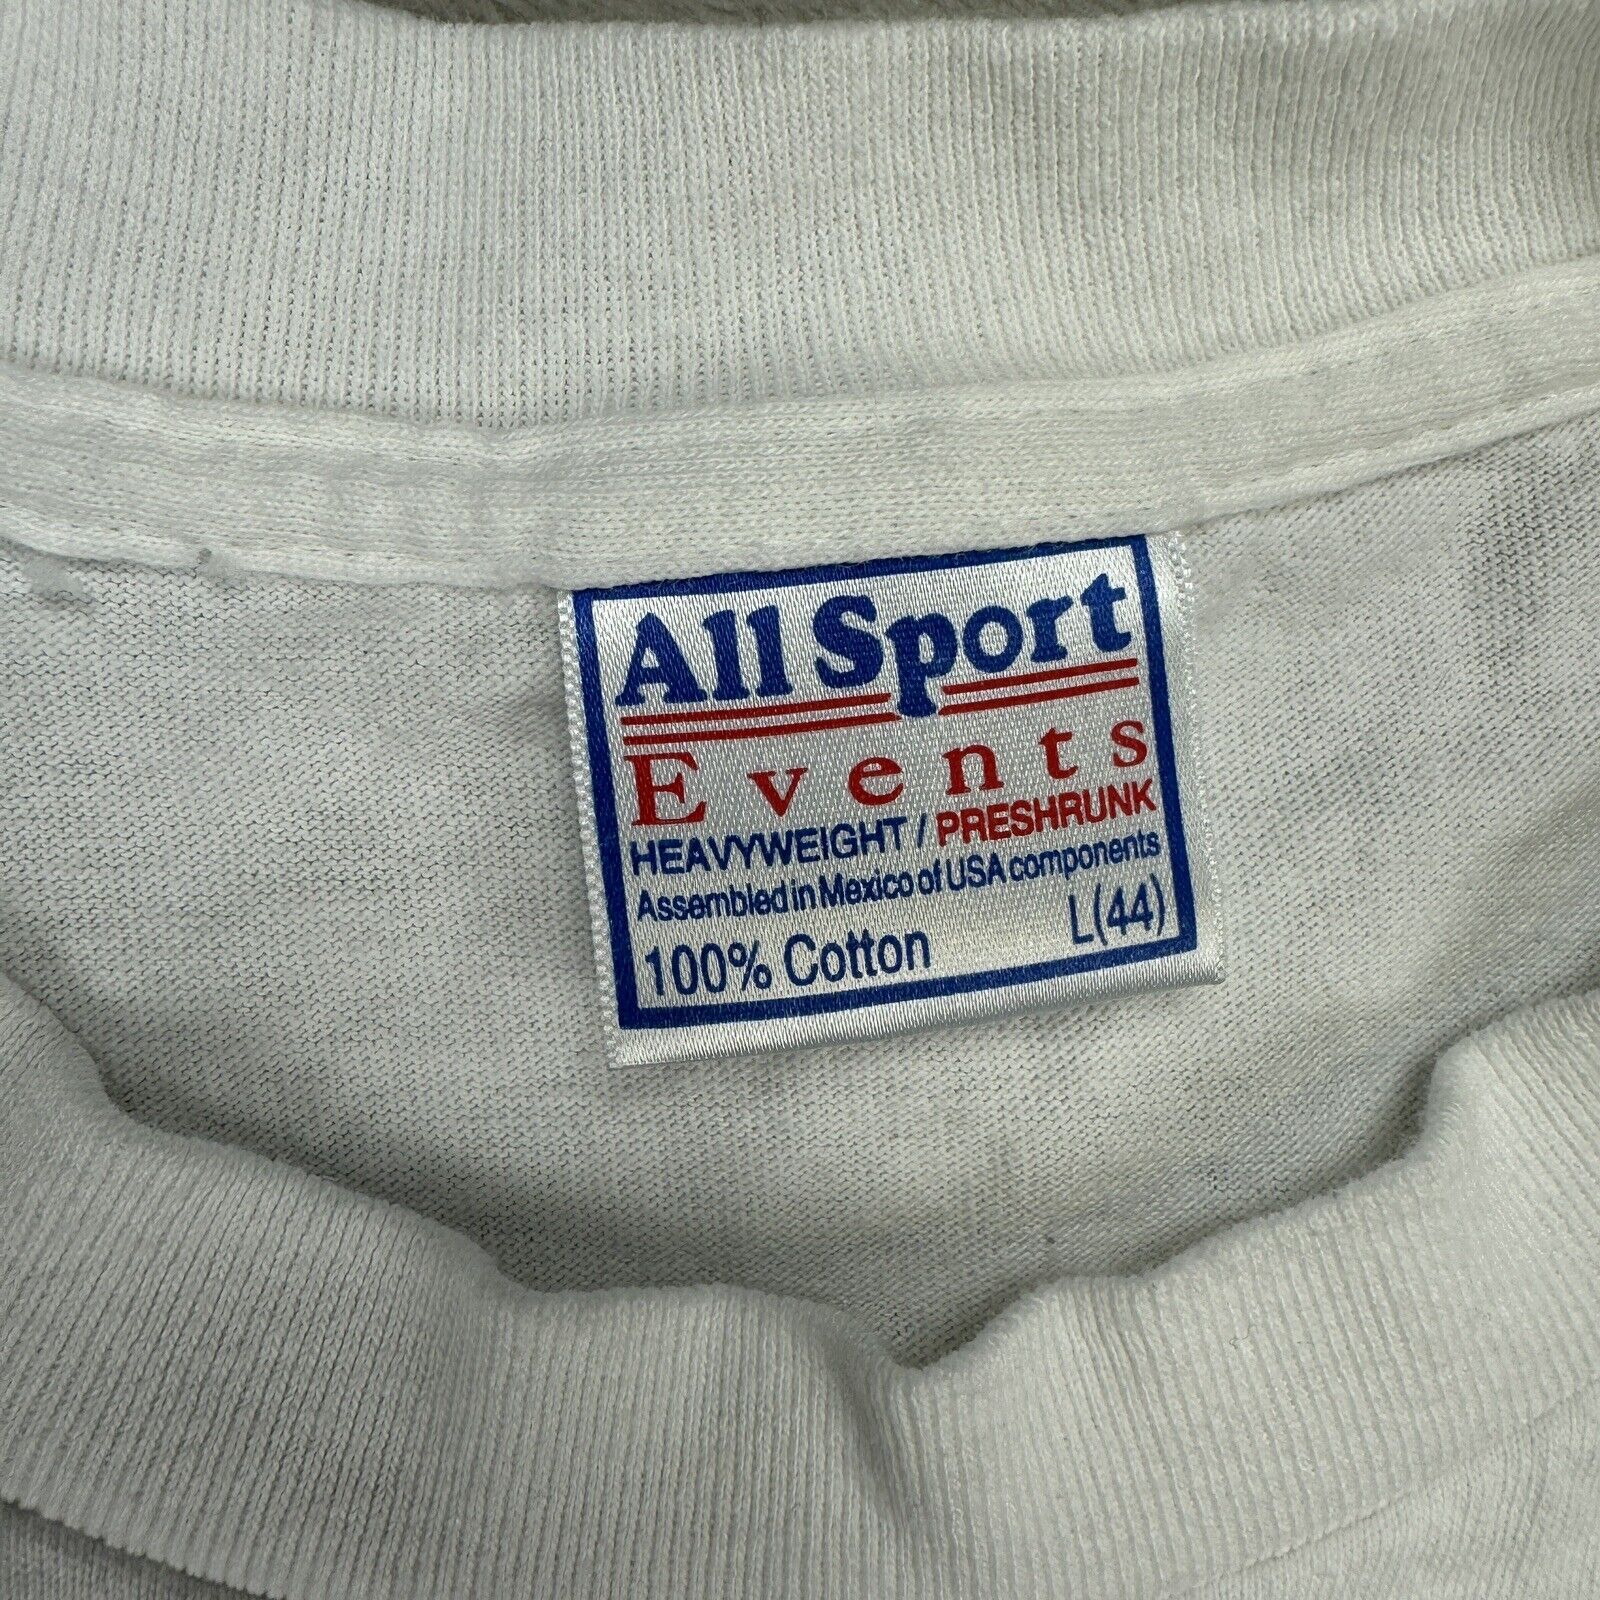 All Sport
Events
HEAVYWEIGHT / PRESHRUNK
Assembled in Mexico of USA components
100% Cotton L(44)